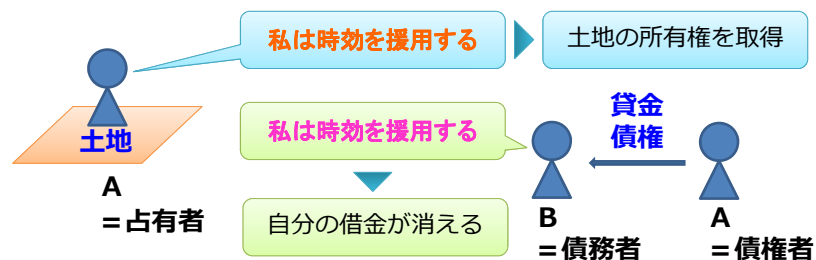 私は時効を援用する
土地の所有権を取得
土地
A
＝占有者
私は時効を援用する
自分の借金が消える
貸金
債権
B
＝債務者
A
＝債権者